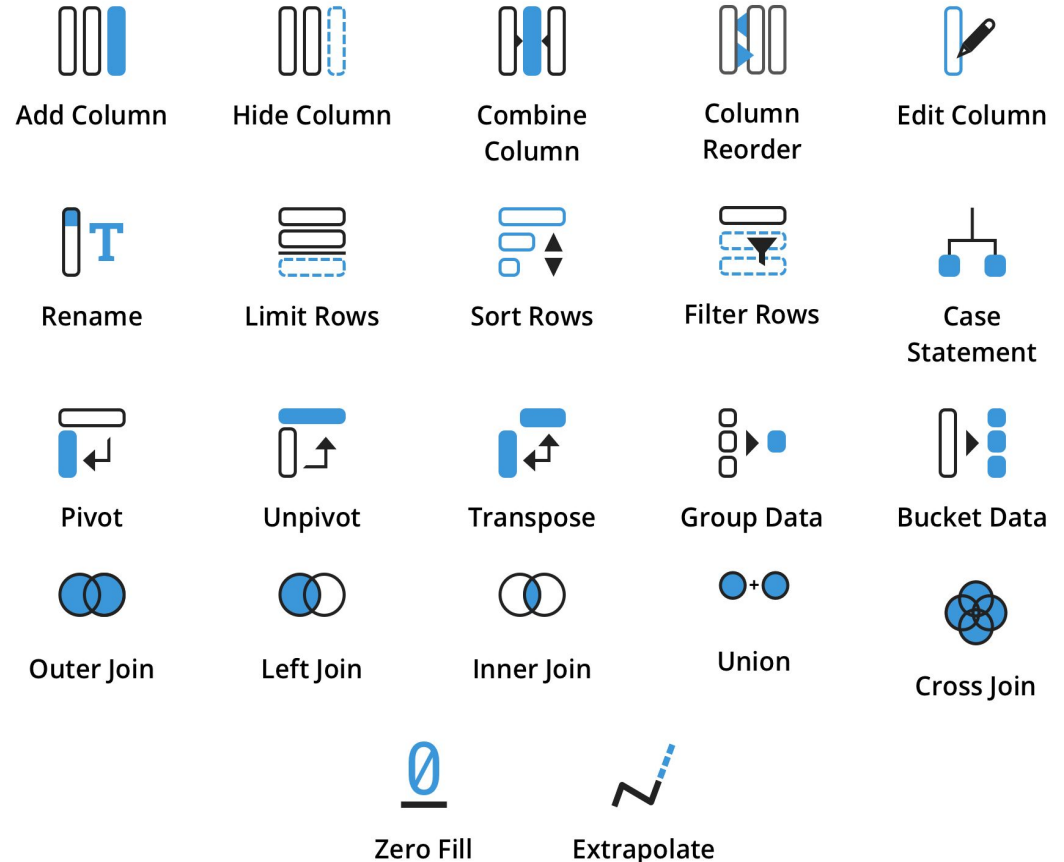 Add Column
Hide Column
Combine
Column
Column
Reorder
Edit Column
Rename
T
Limit Rows
Sort Rows
Filter Rows
Case
Statement
Pivot
Unpivot
Transpose
Group Data
Bucket Data
Outer Join
Left Join
Inner Join
+
Union
Cross Join
0
Zero Fill
Extrapolate